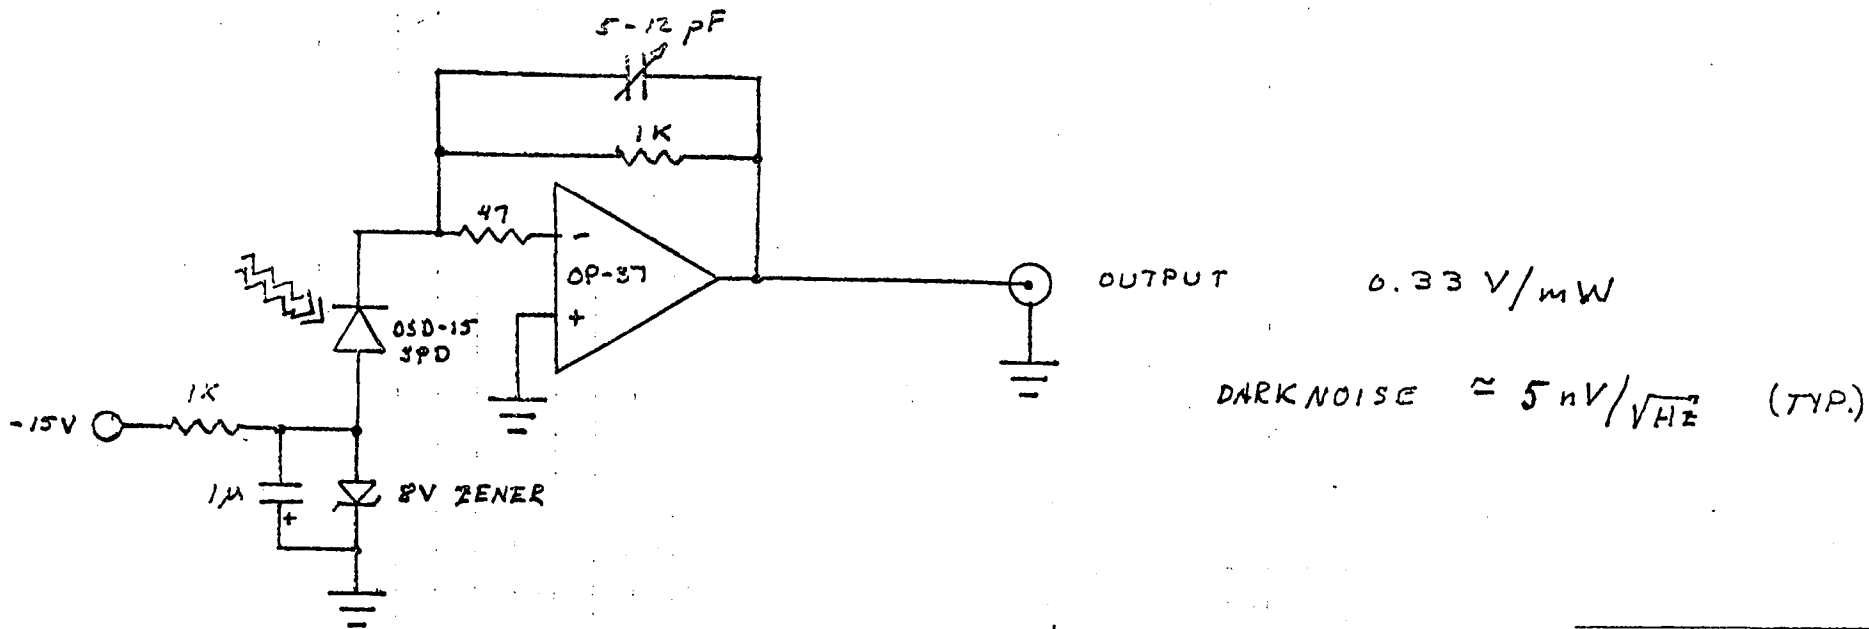 5-12 pF
1K
47
-
OP-37
+
OUTPUT 0.33 V/mW
OSD-15
3PD
1K
-15V
DARK NOISE ≅ 5 nV/√HZ (TYP.)
1μ
+
8V ZENER